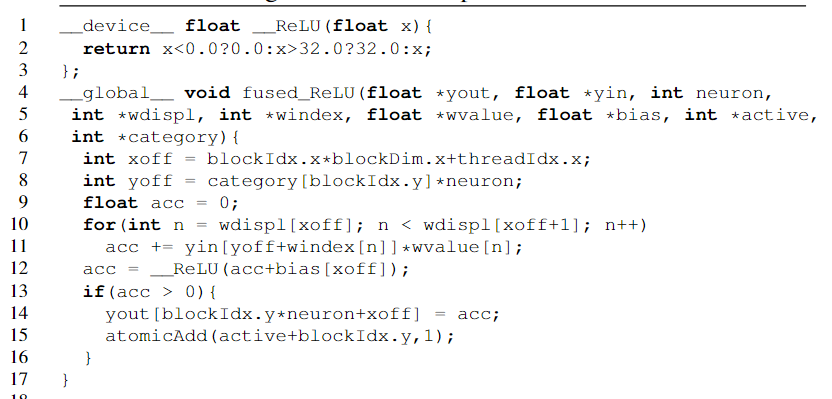 1 __device__ float __ReLU(float x){
2 return x<0.0?0.0:x>32.0?32.0:x;
3 };
4 __global__ void fused_ReLU(float *yout, float *yin, int neuron,
5 int *wdispl, int *windex, float *wvalue, float *bias, int *active,
6 int *category){
7 int xoff = blockIdx.x*blockDim.x+threadIdx.x;
8 int yoff = category[blockIdx.y]*neuron;
9 float acc = 0;
10 for(int n = wdispl[xoff]; n < wdispl[xoff+1]; n++)
11 acc += yin[yoff+windex[n]]*wvalue[n];
12 acc = __ReLU(acc+bias[xoff]);
13 if(acc > 0){
14 yout[blockIdx.y*neuron+xoff] = acc;
15 atomicAdd(active+blockIdx.y,1);
16 }
17 }